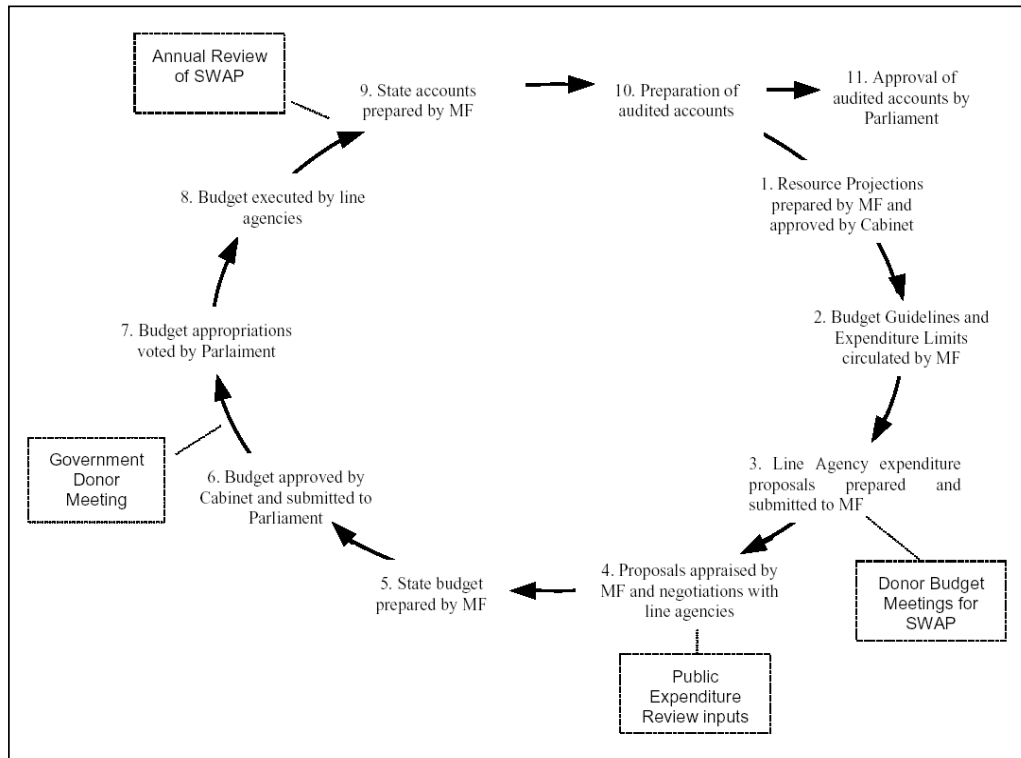 Annual Review
of SWAP
9. State accounts
prepared by MF
10. Preparation of
audited accounts
11. Approval of
audited accounts by
Parliament
1. Resource Projections
prepared by MF and
approved by Cabinet
2. Budget Guidelines and
Expenditure Limits
circulated by MF
3. Line Agency expenditure
proposals prepared and
submitted to MF
Donor Budget
Meetings for
SWAP
4. Proposals appraised by
MF and negotiations with
line agencies
Public
Expenditure
Review inputs
5. State budget
prepared by MF
6. Budget approved by
Cabinet and submitted to
Parliament
Government
Donor
Meeting
7. Budget appropriations
voted by Parlaiment
8. Budget executed by line
agencies